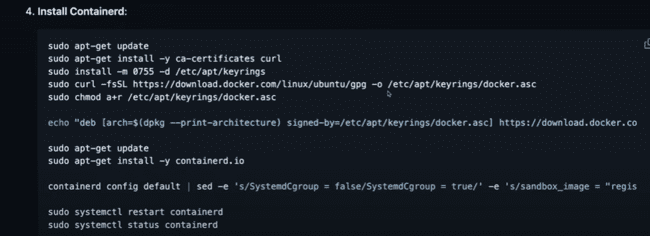 4. Install Containerd:
sudo apt-get update
sudo apt-get install -y ca-certificates curl
sudo install -m 0755 -d /etc/apt/keyrings
sudo curl -fsSL https://download.docker.com/linux/ubuntu/gpg -o /etc/apt/keyrings/docker.asc
sudo chmod a+r /etc/apt/keyrings/docker.asc
echo "deb [arch=$(dpkg --print-architecture) signed-by=/etc/apt/keyrings/docker.asc] https://download.docker.co
sudo apt-get update
sudo apt-get install -y containerd.io
containerd config default | sed -e 's/SystemdCgroup = false/SystemdCgroup = true/' -e 's/sandbox_image = "regis
sudo systemctl restart containerd
sudo systemctl status containerd